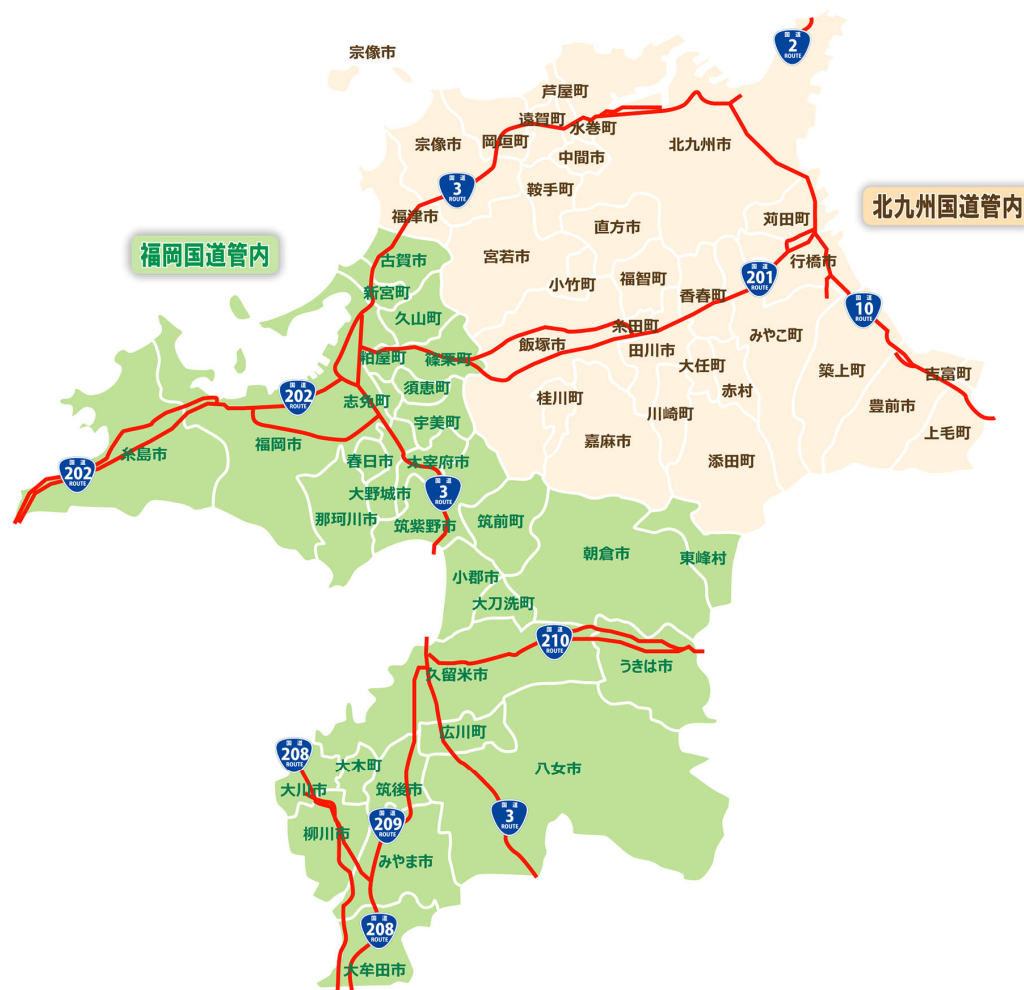 国道
2
ROUTE
宗像市
芦屋町
遠賀町
水巻町
岡垣町
宗像市
北九州市
中間市
国道
3
ROUTE
鞍手町
北九州国道管内
福津市
苅田町
直方市
福岡国道管内
古賀市
宮若市
行橋市
新宮町
小竹町
福智町
国道
201
ROUTE
香春町
国道
10
ROUTE
久山町
糸田町
みやこ町
飯塚市
田川市
粕屋町
篠栗町
大任町
築上町
吉富町
須恵町
赤村
国道
202
ROUTE
志免町
桂川町
豊前市
川崎町
宇美町
上毛町
福岡市
嘉麻市
糸島市
春日市
太宰府市
添田町
国道
202
ROUTE
大野城市
国道
3
ROUTE
那珂川市
筑紫野市
筑前町
朝倉市
東峰村
小郡市
大刀洗町
国道
210
ROUTE
久留米市
うきは市
広川町
国道
208
ROUTE
大木町
八女市
大川市
筑後市
国道
3
ROUTE
国道
209
ROUTE
柳川市
みやま市
国道
208
ROUTE
大牟田市